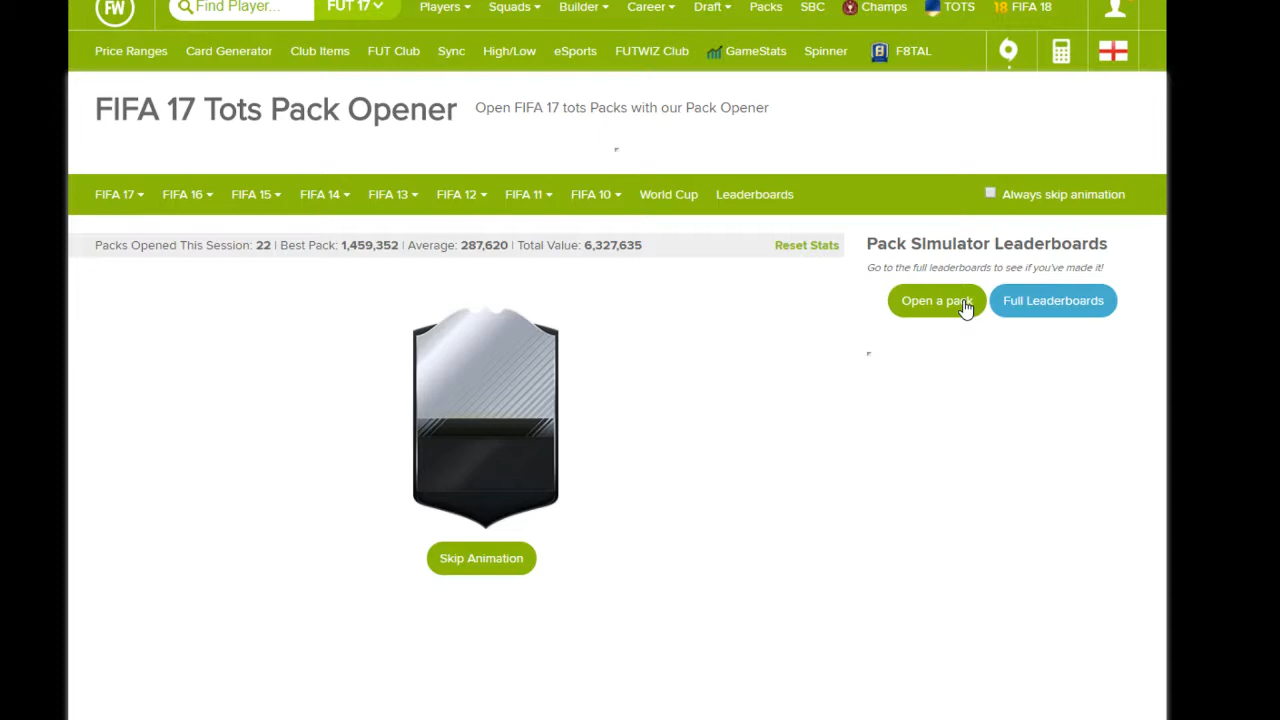 FW Find Player... FUT 17 Players Squads Builder Career Draft Packs SBC Champs TOTS 18 FIFA 18
Price Ranges Card Generator Club Items FUT Club Sync High/Low eSports FUTWIZ Club GameStats Spinner F8TAL
FIFA 17 Tots Pack Opener Open FIFA 17 tots Packs with our Pack Opener
FIFA 17 FIFA 16 FIFA 15 FIFA 14 FIFA 13 FIFA 12 FIFA 11 FIFA 10 World Cup Leaderboards Always skip animation
Packs Opened This Session: 22 | Best Pack: 1,459,352 | Average: 287,620 | Total Value: 6,327,635 Reset Stats
Pack SImulator Leaderboards
Go to the full leaderboards to see if you've made it!
Open a pack Full Leaderboards
Skip Animation